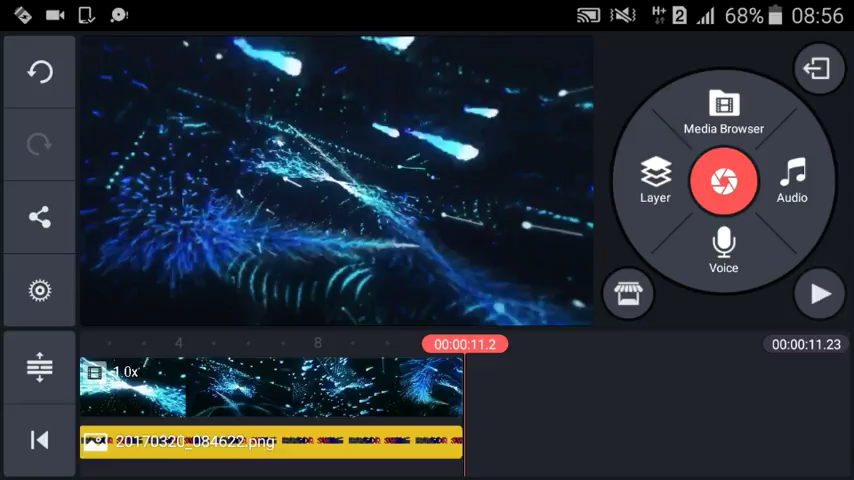 H+ 2 68% 08:56
Media Browser
Layer
Audio
Voice
4 8 00:00:11.2 00:00:11.23
1.0x
20170320_084622.png